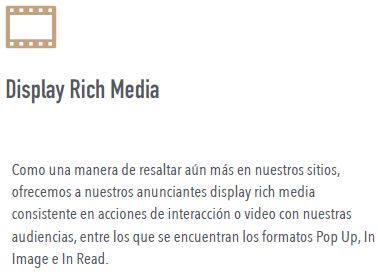 Display Rich Media
Como una manera de resaltar aún más en nuestros sitios,
ofrecemos a nuestros anunciantes display rich media
consistente en acciones de interacción o video con nuestras
audiencias, entre los que se encuentran los formatos Pop Up, In
Image e In Read.